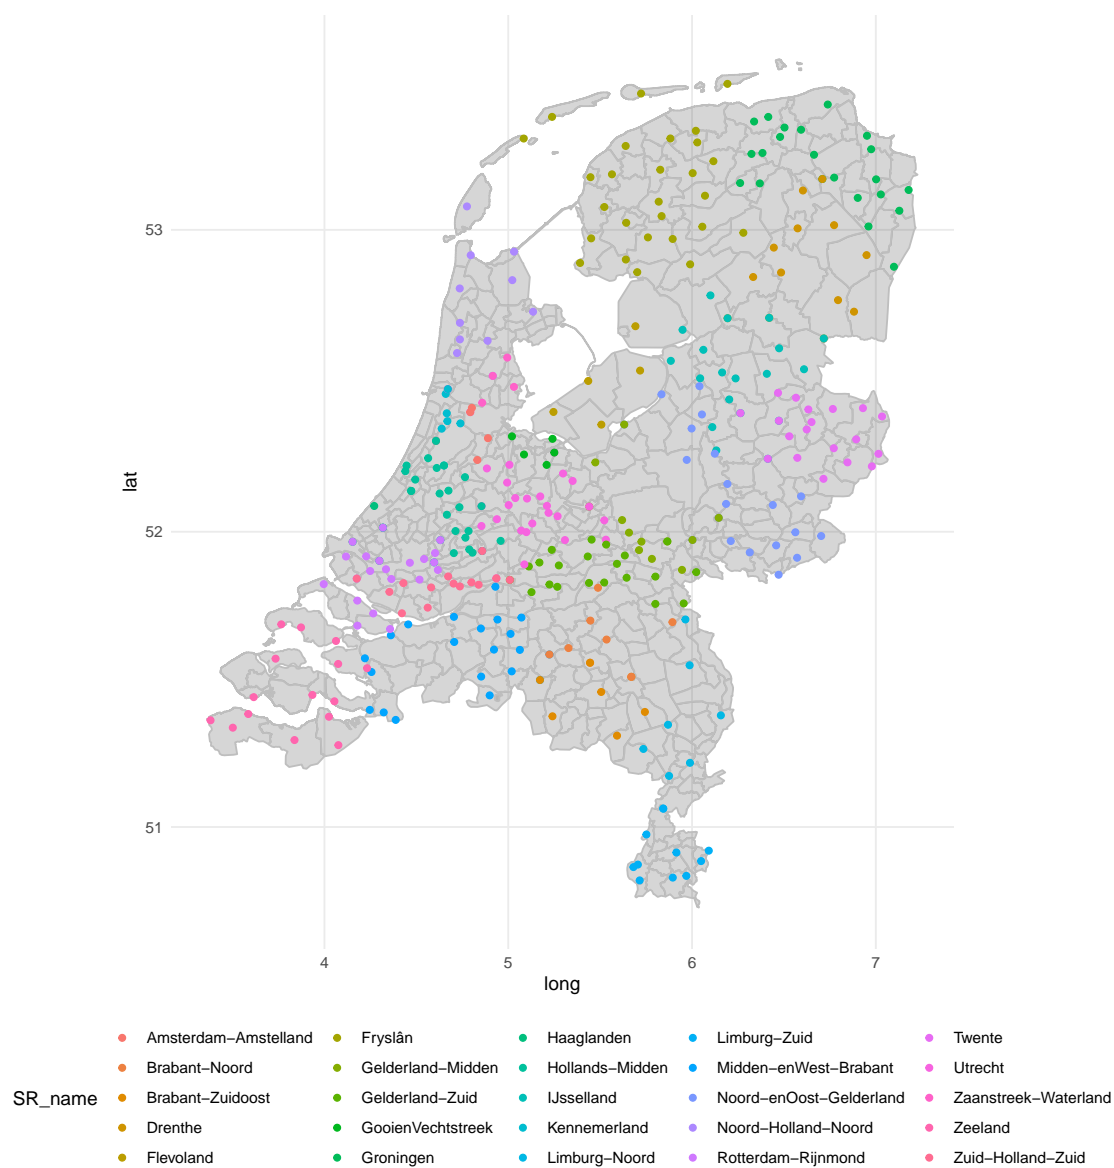 53
52
51
lat
4 5 6 7
long
SR_name
Amsterdam−Amstelland Fryslân Haaglanden Limburg−Zuid Twente
Brabant−Noord Gelderland−Midden Hollands−Midden Midden−enWest−Brabant Utrecht
Brabant−Zuidoost Gelderland−Zuid IJsselland Noord−enOost−Gelderland Zaanstreek−Waterland
Drenthe GooienVechtstreek Kennemerland Noord−Holland−Noord Zeeland
Flevoland Groningen Limburg−Noord Rotterdam−Rijnmond Zuid−Holland−Zuid